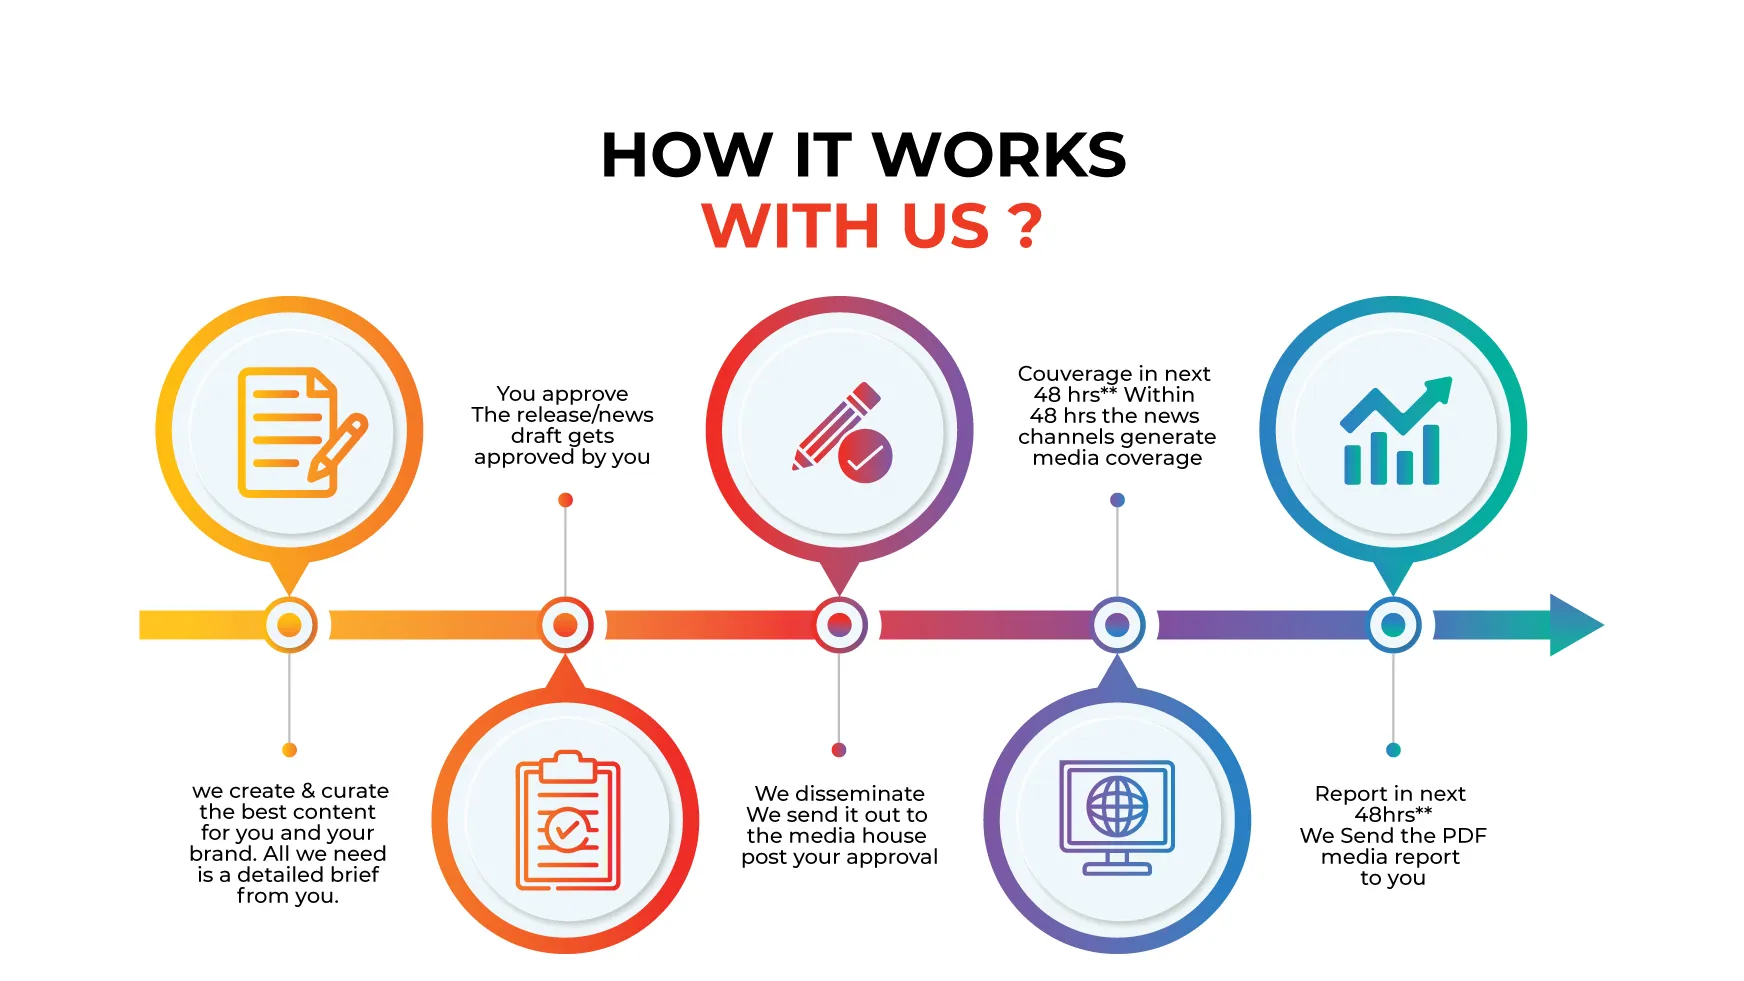 HOW IT WORKS
WITH US ?
we create & curate
the best content
for you and your
brand. All we need
is a detailed brief
from you.
You approve
The release/news
draft gets
approved by you
We disseminate
We send it out to
the media house
post your approval
Couverage in next
48 hrs** Within
48 hrs the news
channels generate
media coverage
Report in next
48hrs**
We Send the PDF
media report
to you